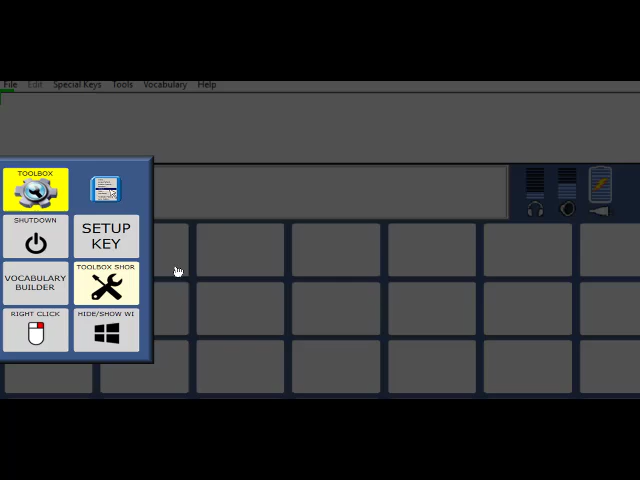 File Edit Special Keys Tools Vocabulary Help
TOOLBOX
SHUTDOWN
SETUP
KEY
VOCABULARY
BUILDER
TOOLBOX SHOR
RIGHT CLICK
HIDE/SHOW WI